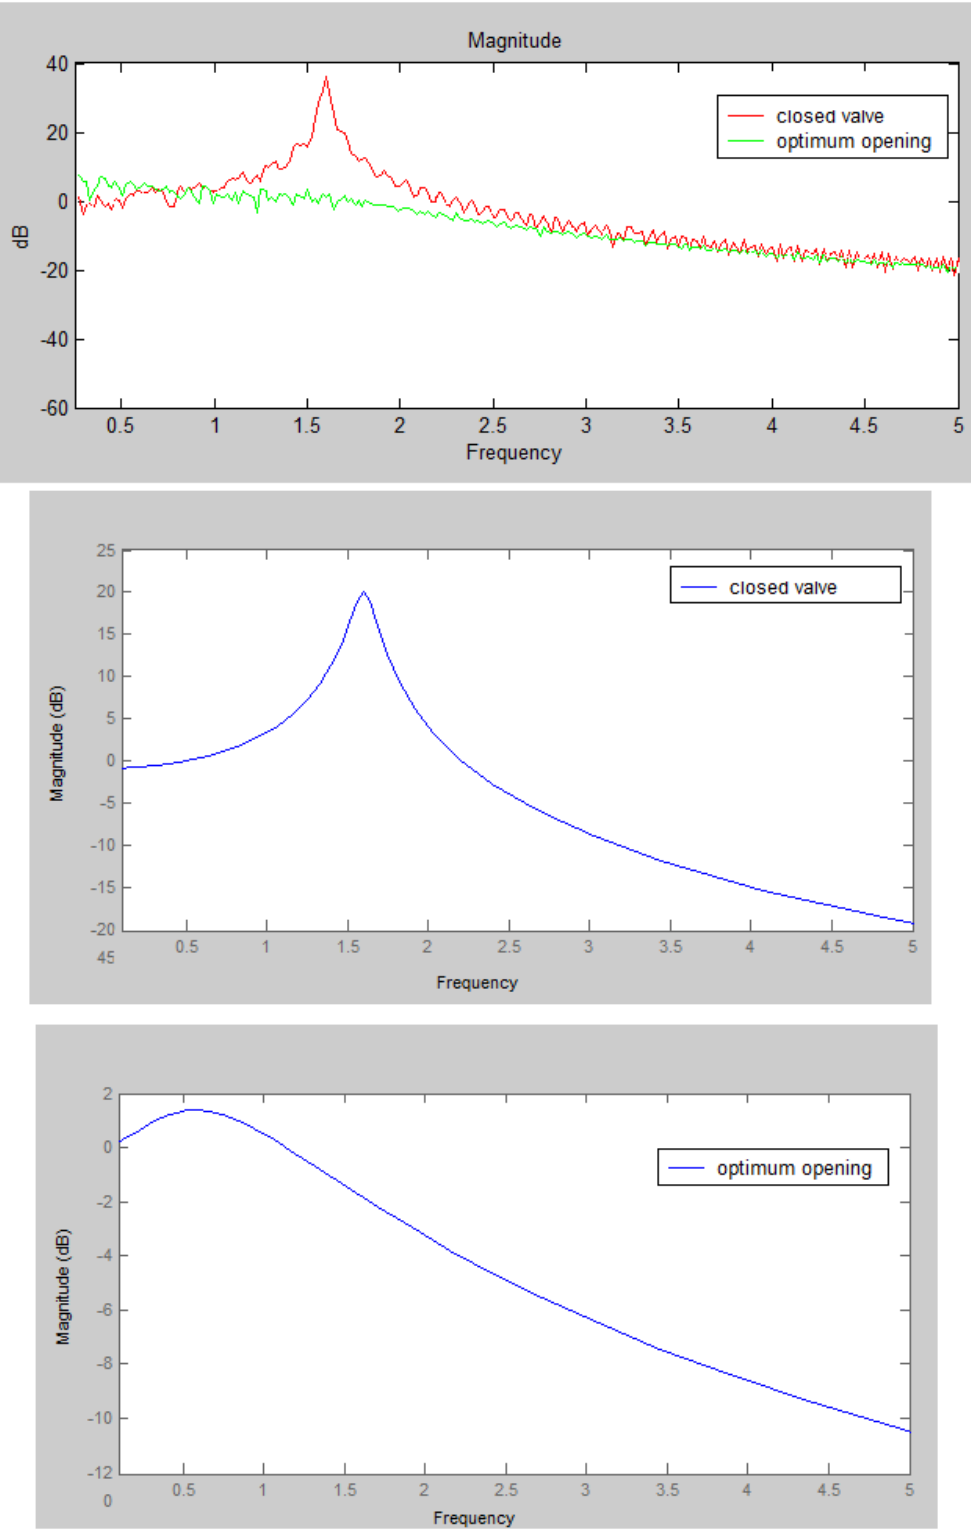 Magnitude
40
20
0
-20
-40
-60
dB
closed valve
optimum opening
0.5 1 1.5 2 2.5 3 3.5 4 4.5 5
Frequency
25
20
15
10
5
0
-5
-10
-15
-20
45
Magnitude (dB)
closed valve
0.5 1 1.5 2 2.5 3 3.5 4 4.5 5
Frequency
2
0
-2
-4
-6
-8
-10
-12
0
Magnitude (dB)
optimum opening
0.5 1 1.5 2 2.5 3 3.5 4 4.5 5
Frequency